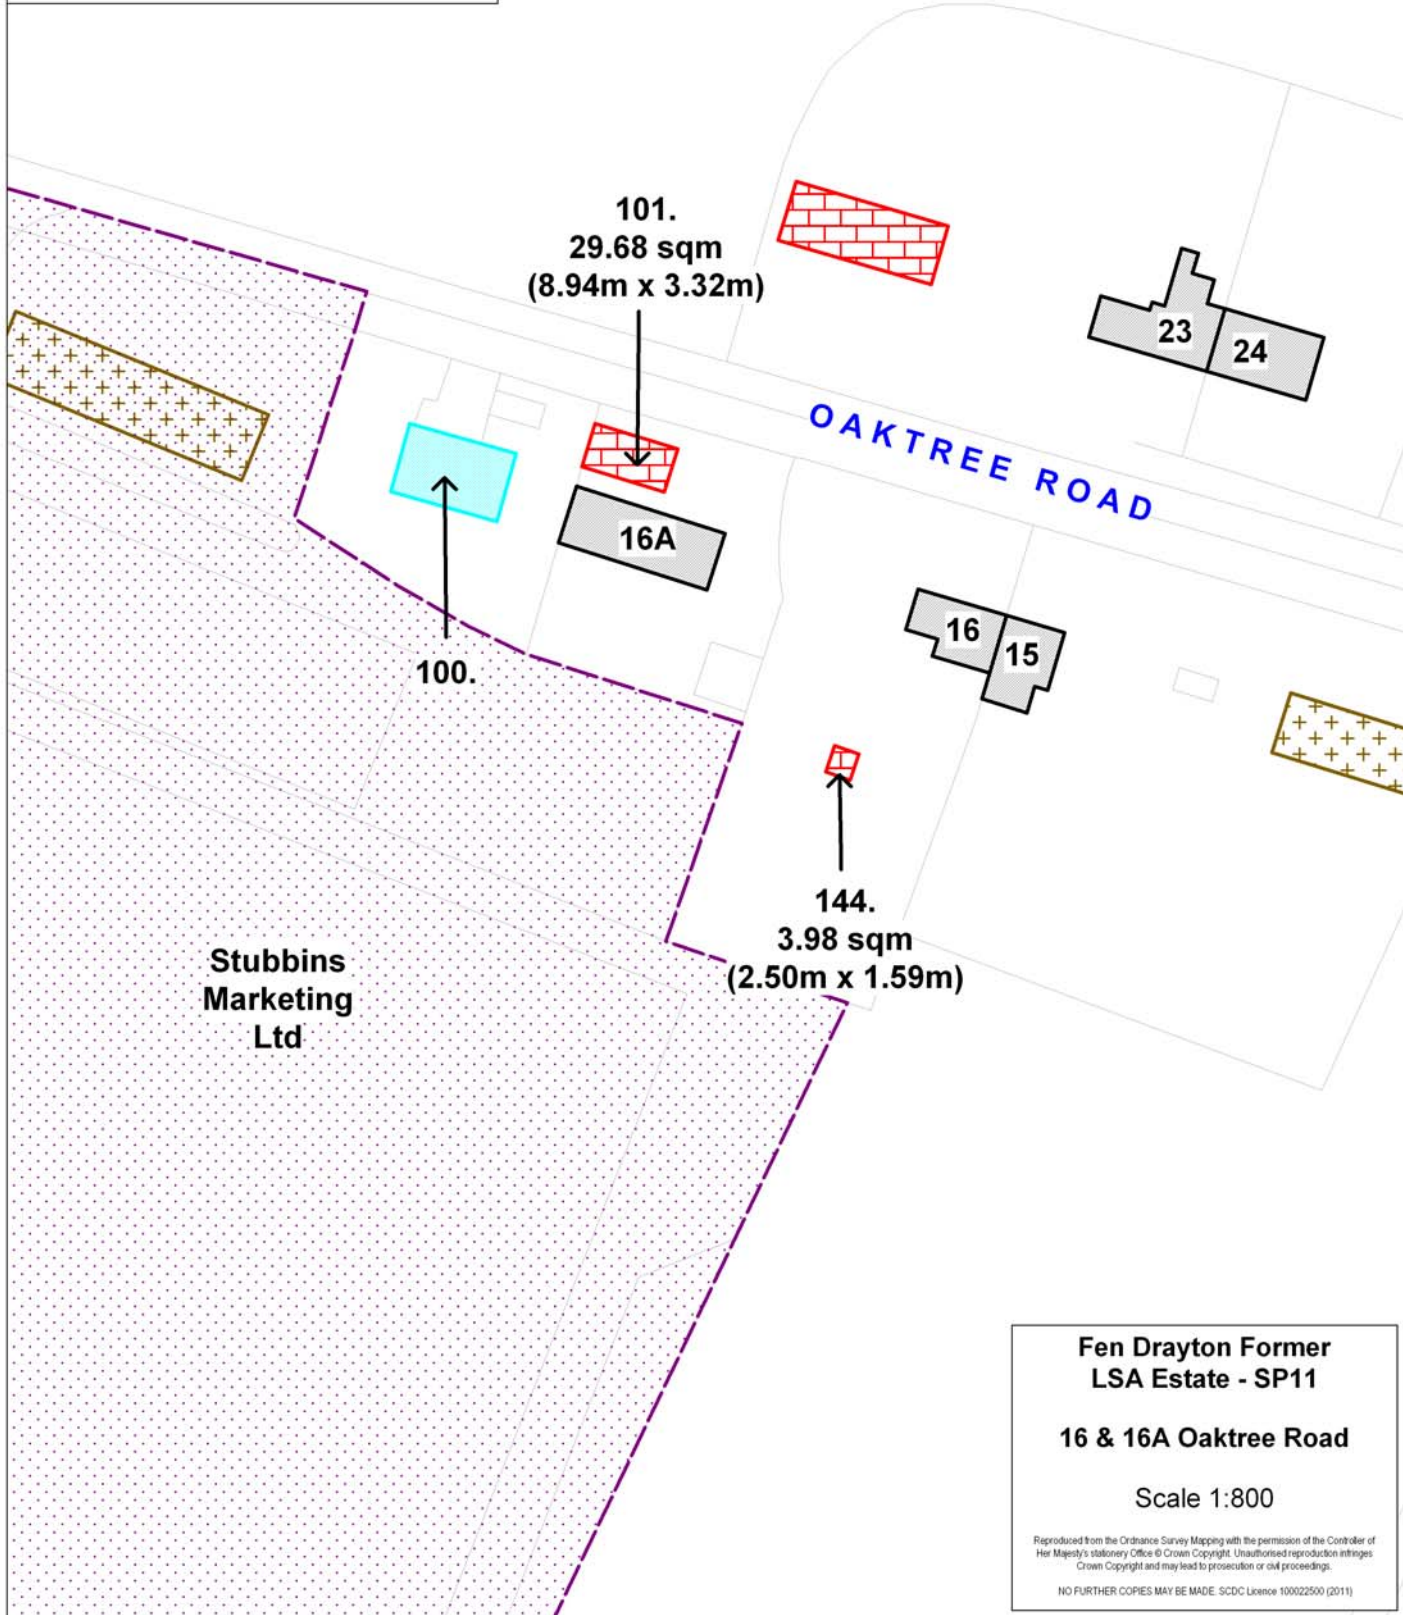 101.
29.68 sqm
(8.94m x 3.32m)
23
24
OAKTREE ROAD
16A
16
15
100.
144.
3.98 sqm
(2.50m x 1.59m)
Stubbins
Marketing
Ltd
Fen Drayton Former
LSA Estate - SP11
16 & 16A Oaktree Road
Scale 1:800
Reproduced from the Ordnance Survey Mapping with the permission of the Controller of
Her Majesty's stationery Office © Crown Copyright. Unauthorised reproduction infringes
Crown Copyright and may lead to prosecution or civil proceedings.
NO FURTHER COPIES MAY BE MADE. SCDC Licence 100022500 (2011)